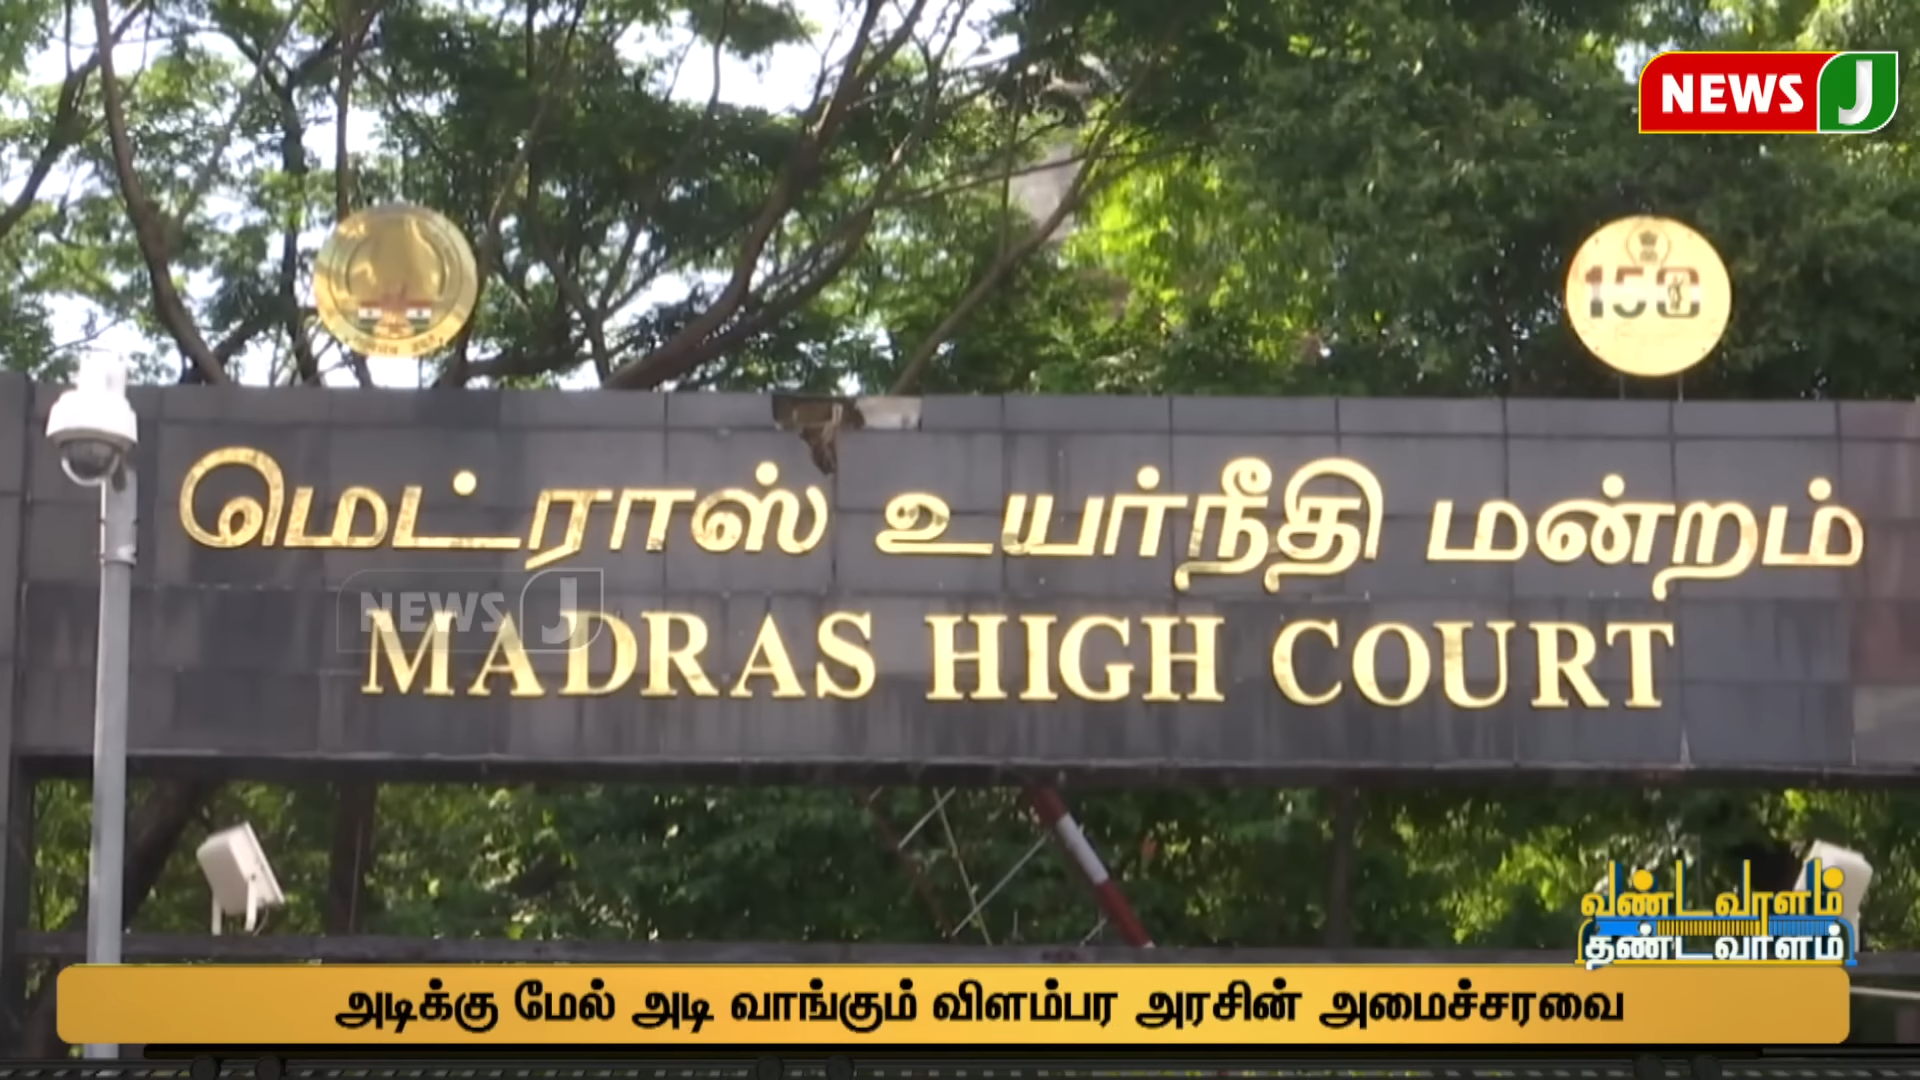 NEWS J
150
மெட்ராஸ் உயர்நீதி மன்றம்
NEWS J
MADRAS HIGH COURT
வண்டவாளம்
தண்டவாளம்
அடிக்கு மேல் அடி வாங்கும் விளம்பர அரசின் அமைச்சரவை